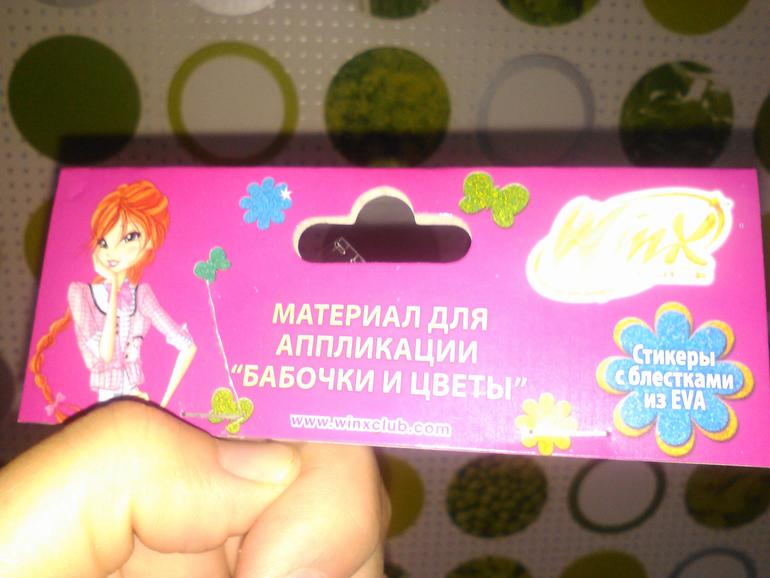 Winx
МАТЕРИАЛ ДЛЯ
АППЛИКАЦИИ
"БАБОЧКИ И ЦВЕТЫ"
www.winxclub.com
Стикеры
с блестками
из EVA